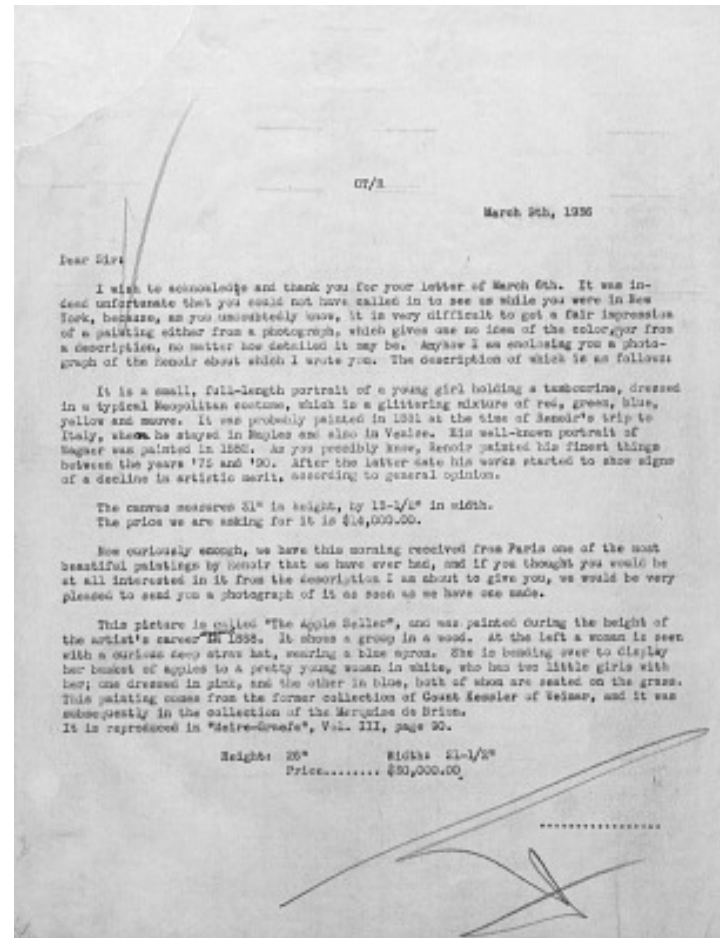 March 9th, 1936
Dear Sir:
I wish to acknowledge and thank you for your letter of March 6th. It was in-
deed unfortunate that you could not have called in to see us while you were in New
York, because, as you undoubtedly know, it is very difficult to get a fair impression
of a painting either from a photograph, which gives one no idea of the color, or from
a description, no matter how detailed it may be. Anyhow I am enclosing you a photo-
graph of the Renoir about which I wrote you. The description of which is as follows:
It is a small, full-length portrait of a young girl holding a tambourine, dressed
in a typical Neopolitan costume, which is a glittering mixture of red, green, blue,
yellow and mauve. It was probably painted in 1881 at the time of Renoir's trip to
Italy, when he stayed in Naples and also in Venice. His well-known portrait of
Wagner was painted in 1882. As you possibly know, Renoir painted his finest things
between the years '75 and '90. After the latter date his works started to show signs
of a decline in artistic merit, according to general opinion.
The canvas measures 31" in height, by 13-1/2" in width.
The price we are asking for it is $14,000.00.
Now curiously enough, we have this morning received from Paris one of the most
beautiful paintings by Renoir that we have ever had, and if you thought you would be
at all interested in it from the description I am about to give you, we would be very
pleased to send you a photograph of it as soon as we have one made.
This picture is called "The Apple Seller", and was painted during the height of
the artist's career in 1888. It shows a group in a wood. At the left a woman is seen
with a curious deep straw hat, wearing a blue apron. She is bending over to display
her basket of apples to a pretty young woman in white, who has two little girls with
her; one dressed in pink, and the other in blue, both of whom are seated on the grass.
This painting comes from the former collection of Count Kessler of Weimar, and it was
subsequently in the collection of the Marquise de Brion.
It is reproduced in "Meire-Graefe", Vol. III, page 90.
Height: 26" Width: 21-1/2"
Price........ $30,000.00